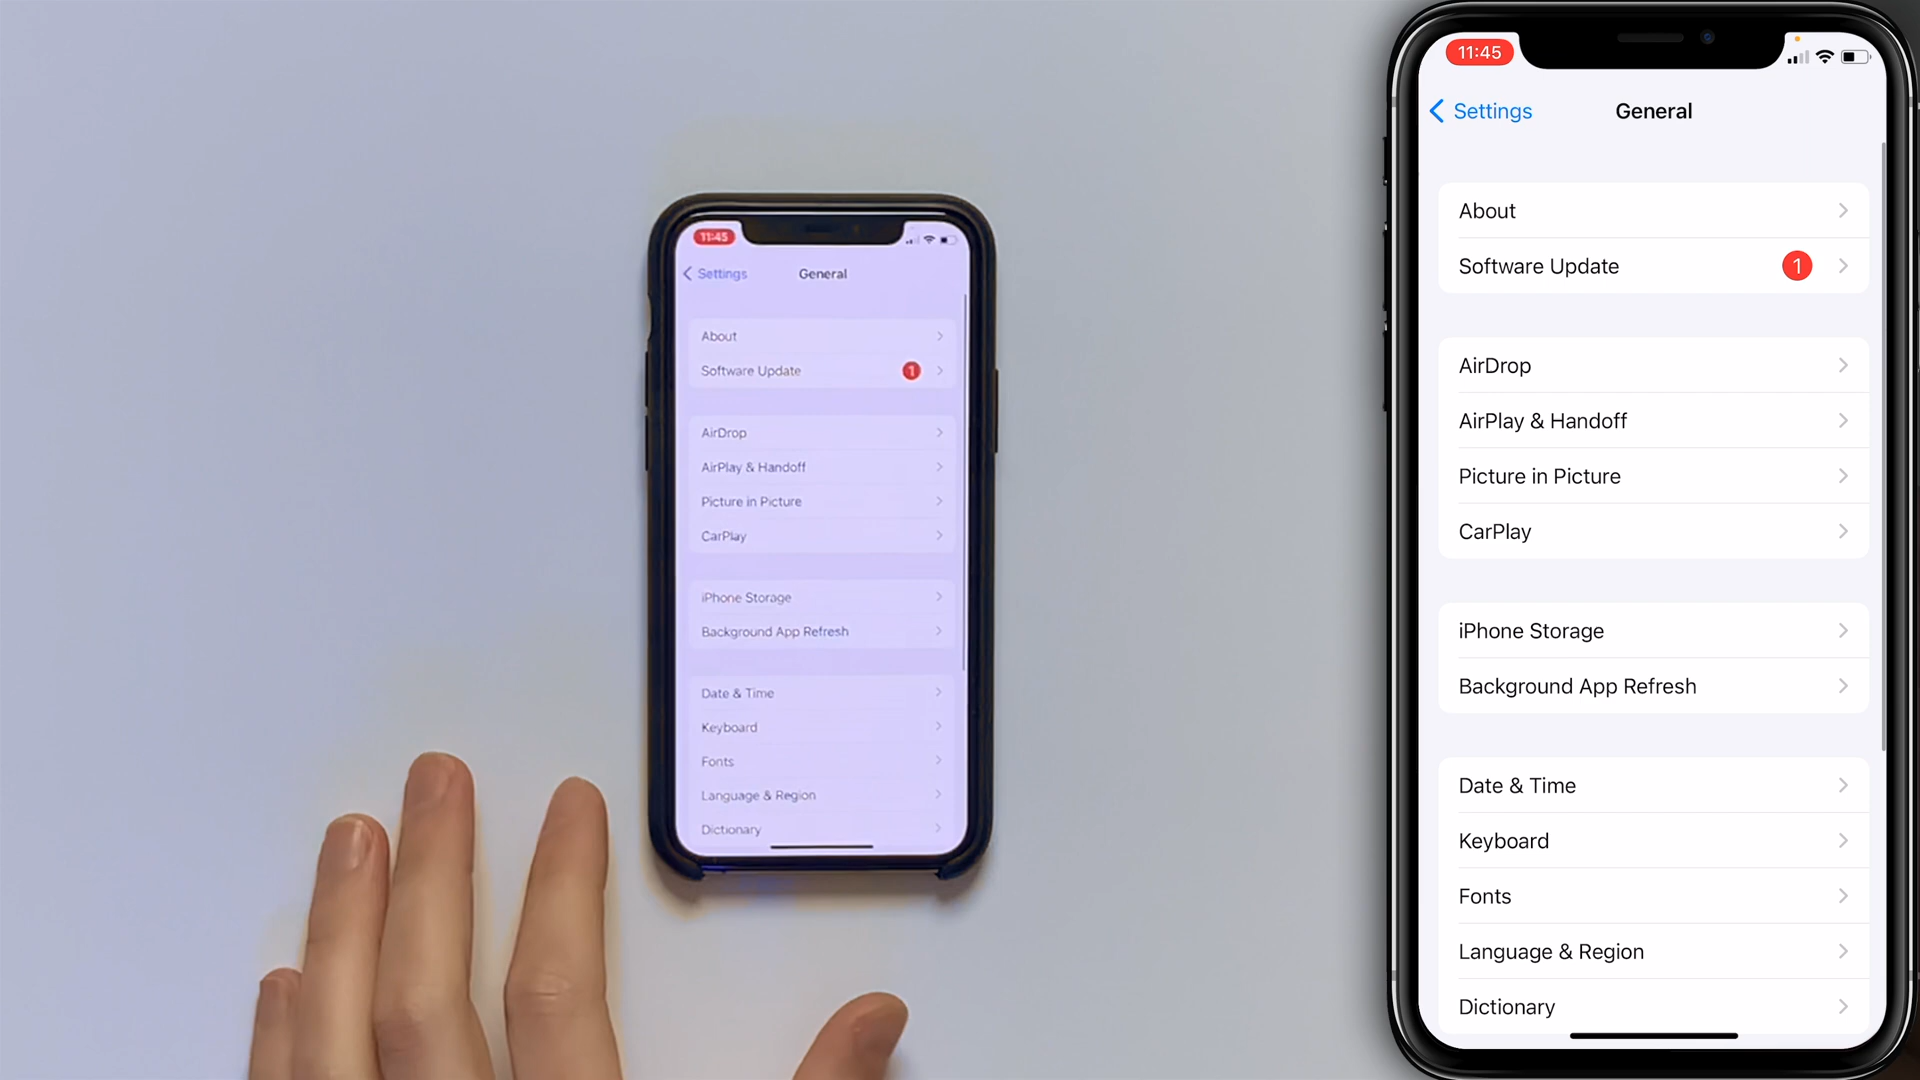 11:45
Settings
General
About
Software Update
1
AirDrop
AirPlay & Handoff
Picture in Picture
CarPlay
iPhone Storage
Background App Refresh
Date & Time
Keyboard
Fonts
Language & Region
Dictionary
11:45
Settings
General
About
Software Update
1
AirDrop
AirPlay & Handoff
Picture in Picture
CarPlay
iPhone Storage
Background App Refresh
Date & Time
Keyboard
Fonts
Language & Region
Dictionary